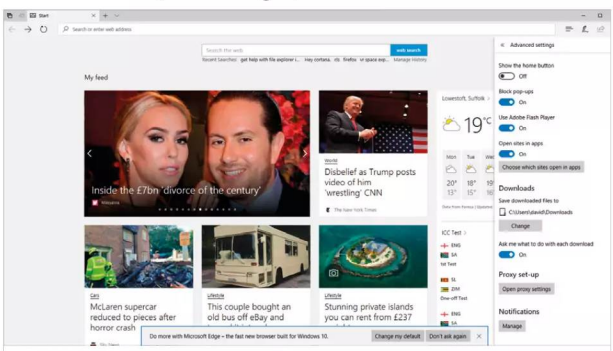 Start
Search or enter web address
Search the web
web search
Recent Searches: get help with file explorer i... hey cortana. rls firefox vr space exp... Manage History
My feed
Inside the £7bn 'divorce of the century'
World
Disbelief as Trump posts
video of him
'wrestling' CNN
The New York Times
Lowestoft, Suffolk
19°C
Mon Tue We
20° 18° 19°
13° 15° 16°
ICC Test
ENG
SA
1st Test
SL
ZIM
One-off Test
ENG
SA
Cars
McLaren supercar
reduced to pieces after
horror crash
Lifestyle
This couple bought an
old bus off eBay and
Lifestyle
Stunning private islands
you can rent from £237
Do more with Microsoft Edge – the fast new browser built for Windows 10.
Change my default
Don't ask again
Advanced settings
Show the home button
Off
Block pop-ups
On
Use Adobe Flash Player
On
Open sites in apps
On
Choose which sites open in apps
Downloads
Save downloaded files to
C:\Users\david\Downloads
Change
Ask me what to do with each download
On
Proxy set-up
Open proxy settings
Notifications
Manage